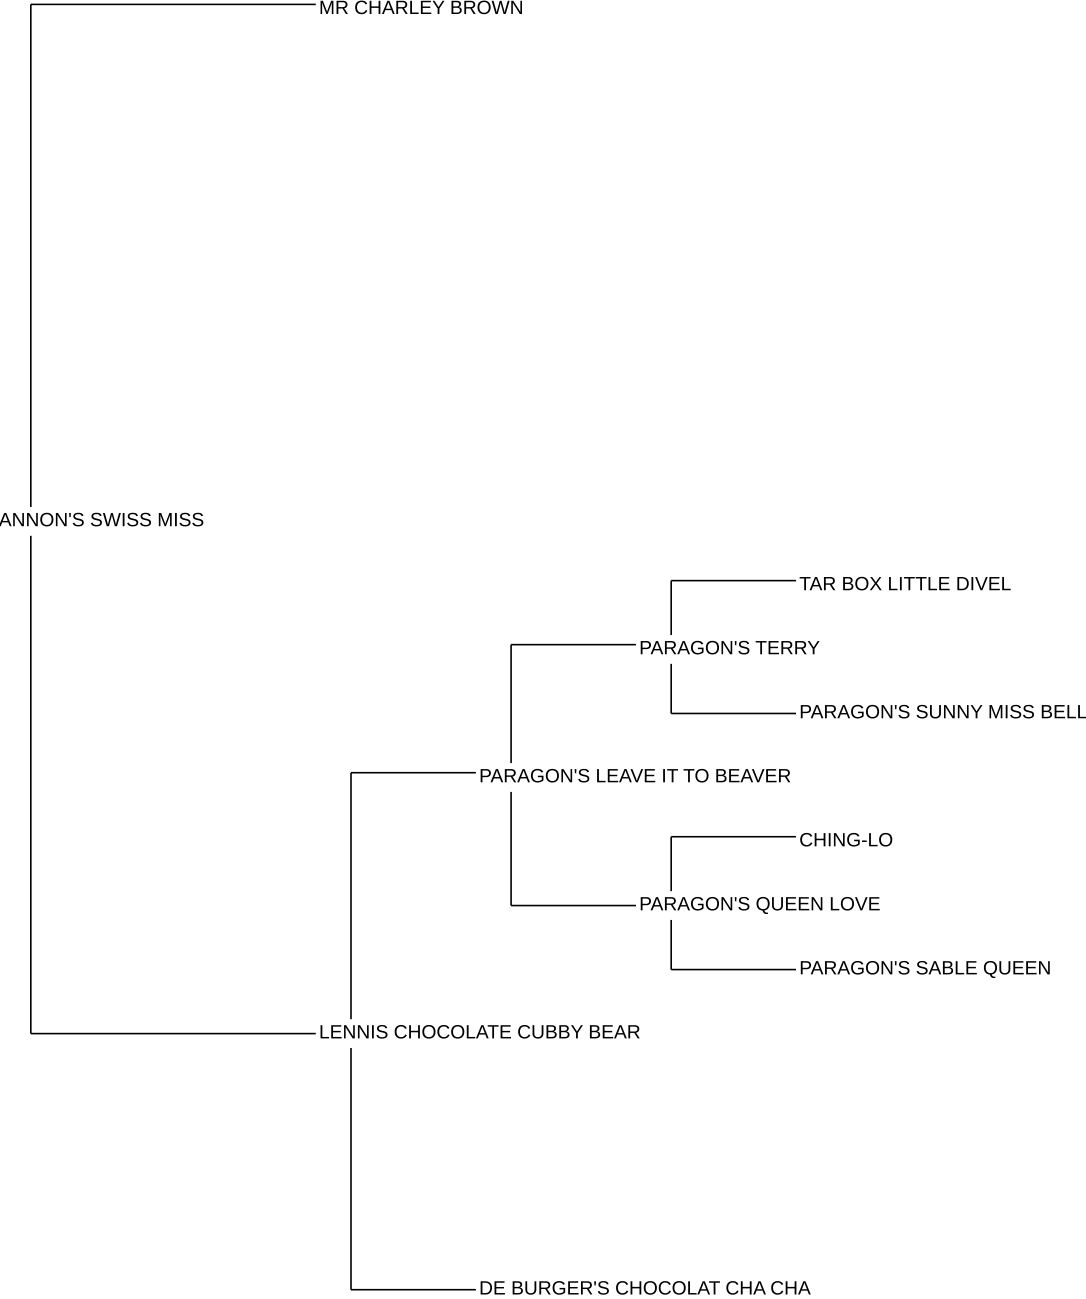 MR CHARLEY BROWN
ANNON'S SWISS MISS
TAR BOX LITTLE DIVEL
PARAGON'S TERRY
PARAGON'S SUNNY MISS BELL
PARAGON'S LEAVE IT TO BEAVER
CHING-LO
PARAGON'S QUEEN LOVE
PARAGON'S SABLE QUEEN
LENNIS CHOCOLATE CUBBY BEAR
DE BURGER'S CHOCOLAT CHA CHA